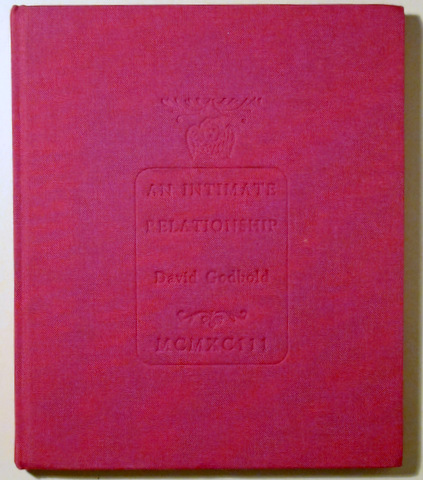 AN INTIMATE
RELATIONSHIP
David Godbold
MCMXCIII